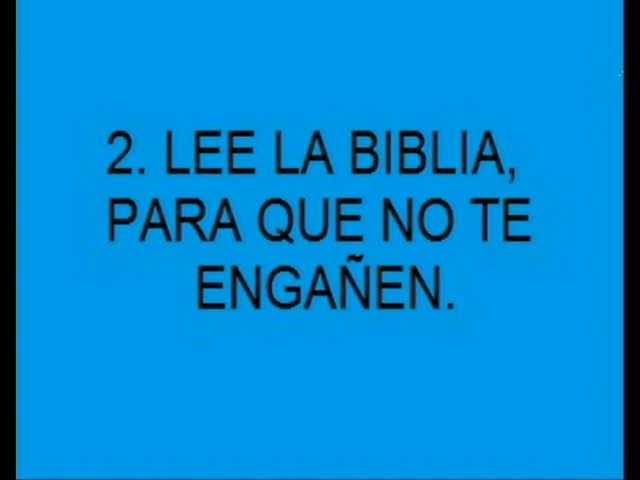 2. LEE LA BIBLIA,
PARA QUE NO TE
ENGAÑEN.